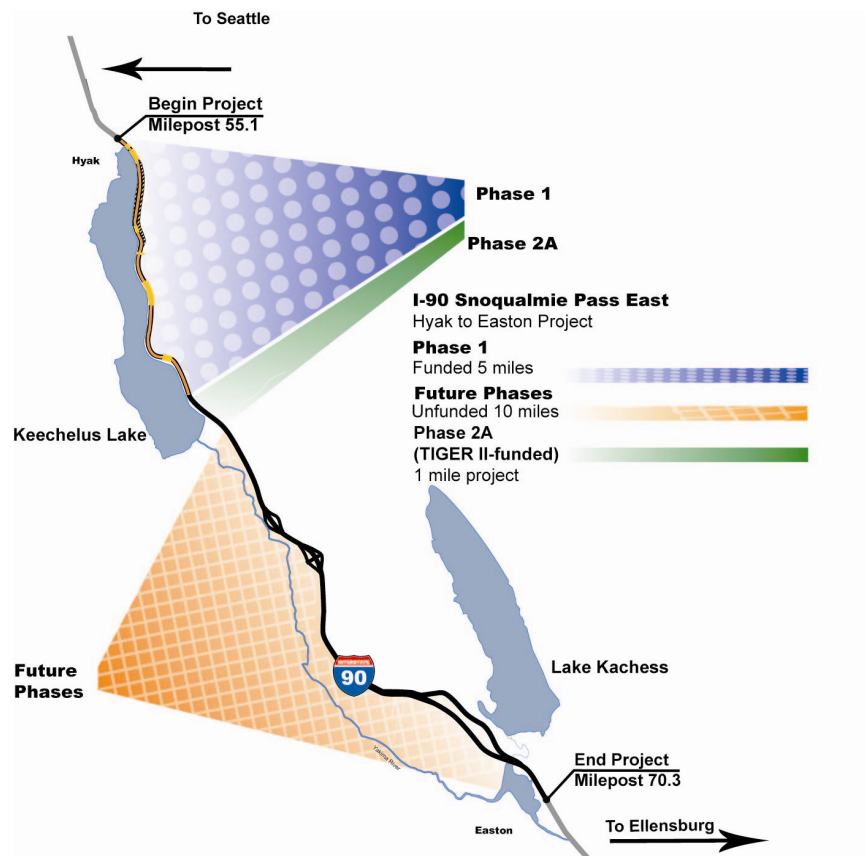 To Seattle
Begin Project
Milepost 55.1
Hyak
Phase 1
Phase 2A
I-90 Snoqualmie Pass East
Hyak to Easton Project
Phase 1
Funded 5 miles
Future Phases
Unfunded 10 miles
Phase 2A
(TIGER II-funded)
1 mile project
Keechelus Lake
Future
Phases
INTERSTATE
90
Lake Kachess
Yakima River
End Project
Milepost 70.3
Easton
To Ellensburg